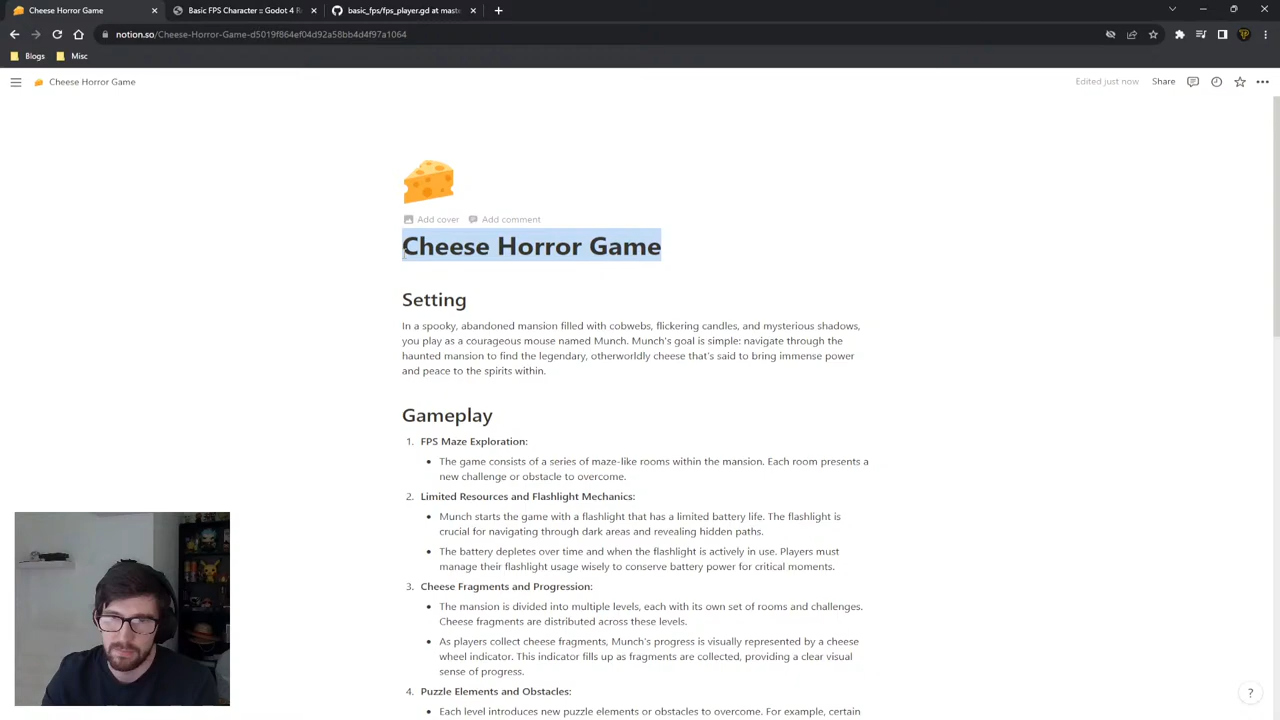 Cheese Horror Game
Basic FPS Character :: Godot 4 R
basic_fps/fps_player.gd at mast
notion.so/Cheese-Horror-Game-d5019f864ef04d92a58bb4d4f97a1064
Blogs
Misc
Cheese Horror Game
Edited just now
Share
Add cover
Add comment
Cheese Horror Game
Setting
In a spooky, abandoned mansion filled with cobwebs, flickering candles, and mysterious shadows,
you play as a courageous mouse named Munch. Munch's goal is simple: navigate through the
haunted mansion to find the legendary, otherworldly cheese that's said to bring immense power
and peace to the spirits within.
Gameplay
1. FPS Maze Exploration:
• The game consists of a series of maze-like rooms within the mansion. Each room presents a
new challenge or obstacle to overcome.
2. Limited Resources and Flashlight Mechanics:
• Munch starts the game with a flashlight that has a limited battery life. The flashlight is
crucial for navigating through dark areas and revealing hidden paths.
• The battery depletes over time and when the flashlight is actively in use. Players must
manage their flashlight usage wisely to conserve battery power for critical moments.
3. Cheese Fragments and Progression:
• The mansion is divided into multiple levels, each with its own set of rooms and challenges.
Cheese fragments are distributed across these levels.
• As players collect cheese fragments, Munch's progress is visually represented by a cheese
wheel indicator. This indicator fills up as fragments are collected, providing a clear visual
sense of progress.
4. Puzzle Elements and Obstacles:
• Each level introduces new puzzle elements or obstacles to overcome. For example, certain
?